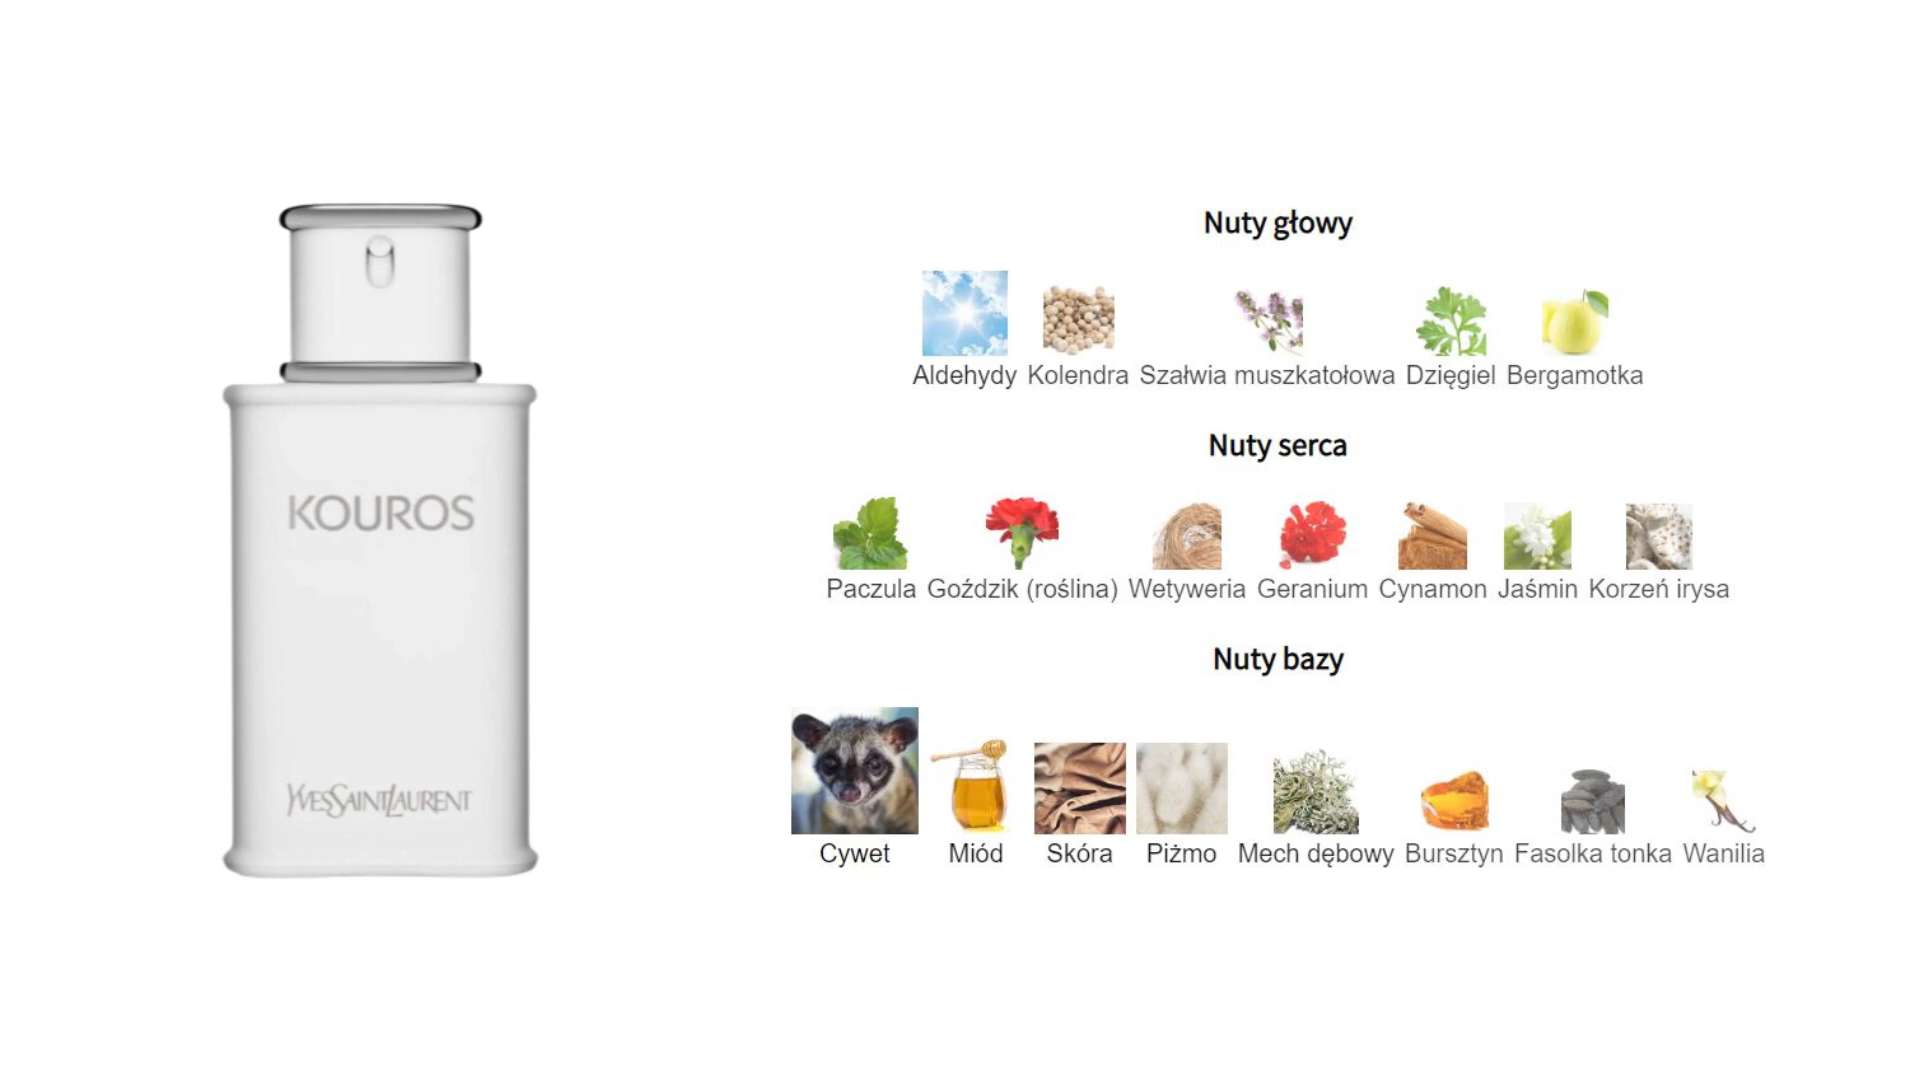 KOUROS
YVESSAINTLAURENT
Nuty głowy
Aldehydy Kolendra Szałwia muszkatołowa Dzięgiel Bergamotka
Nuty serca
Paczula Goździk (roślina) Wetyweria Geranium Cynamon Jaśmin Korzeń irysa
Nuty bazy
Cywet Miód Skóra Piżmo Mech dębowy Bursztyn Fasolka tonka Wanilia